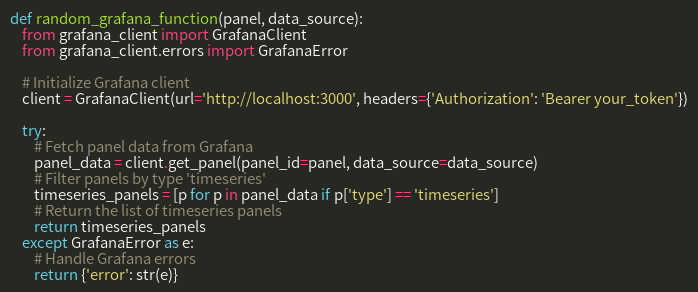 def random_grafana_function(panel, data_source):
from grafana_client import GrafanaClient
from grafana_client.errors import GrafanaError
# Initialize Grafana client
client = GrafanaClient(url='http://localhost:3000', headers={'Authorization': 'Bearer your_token'})
try:
# Fetch panel data from Grafana
panel_data = client.get_panel(panel_id=panel, data_source=data_source)
# Filter panels by type 'timeseries'
timeseries_panels = [p for p in panel_data if p['type'] == 'timeseries']
# Return the list of timeseries panels
return timeseries_panels
except GrafanaError as e:
# Handle Grafana errors
return {'error': str(e)}